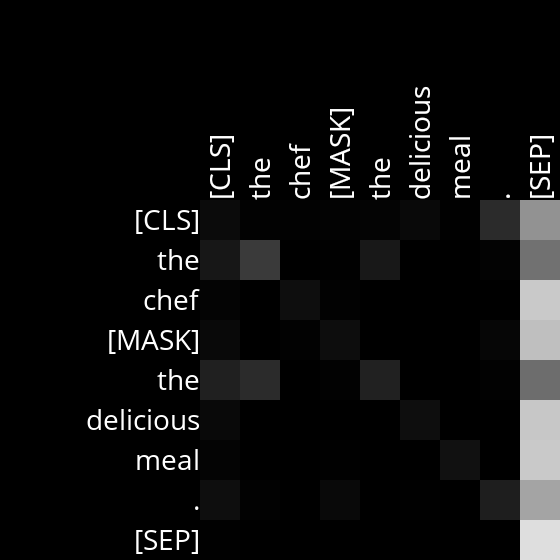 [CLS] the chef [MASK] the delicious meal . [SEP]
[CLS]
the
chef
[MASK]
the
delicious
meal
.
[SEP]